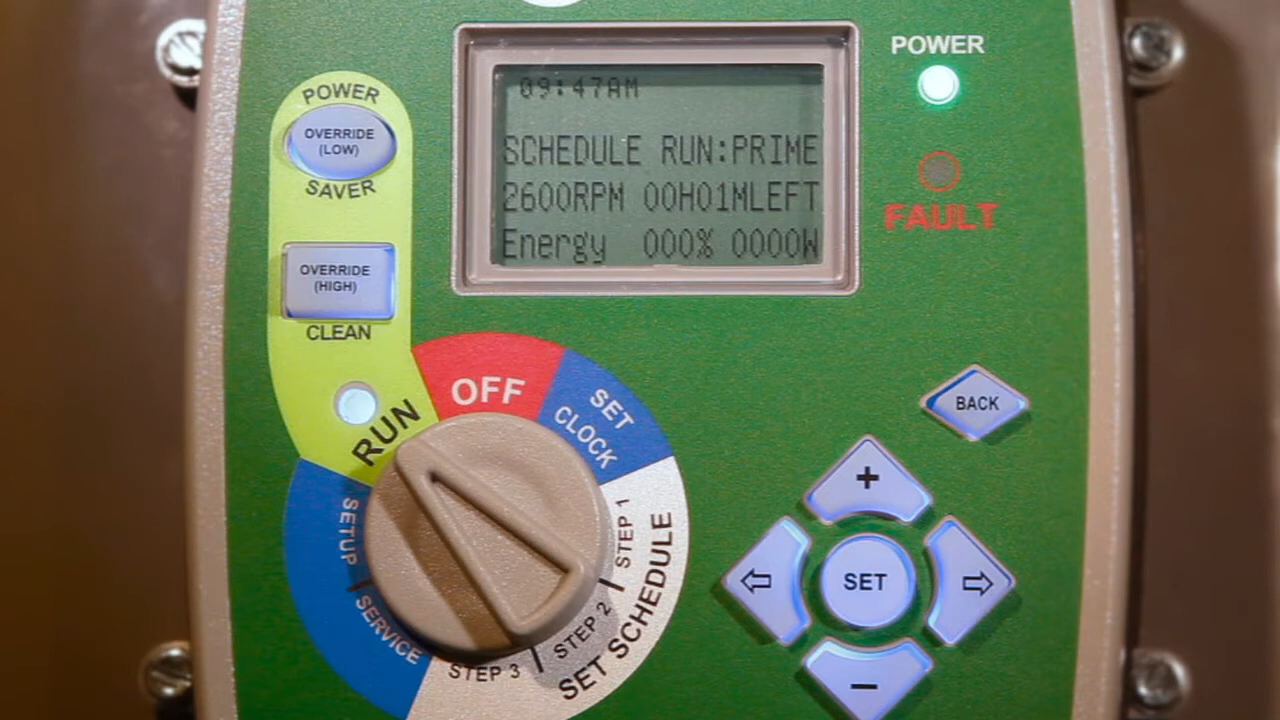 POWER
OVERRIDE
(LOW)
SAVER
OVERRIDE
(HIGH)
CLEAN
09:47AM
SCHEDULE RUN:PRIME
2600RPM 00H01MLEFT
Energy 000% 0000W
POWER
FAULT
RUN
OFF
SET
CLOCK
STEP 1
STEP 2
STEP 3
SET SCHEDULE
SERVICE
SETUP
BACK
+
⇦
SET
⇨
−